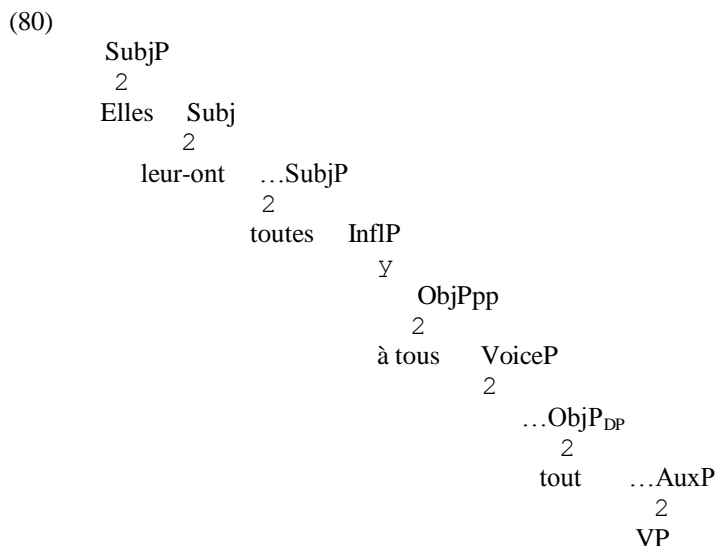 (80)
SubjP
2
Elles Subj
2
leur-ont …SubjP
2
toutes InflP
y
ObjPpp
2
à tous VoiceP
2
…ObjP_DP
2
tout …AuxP
2
VP